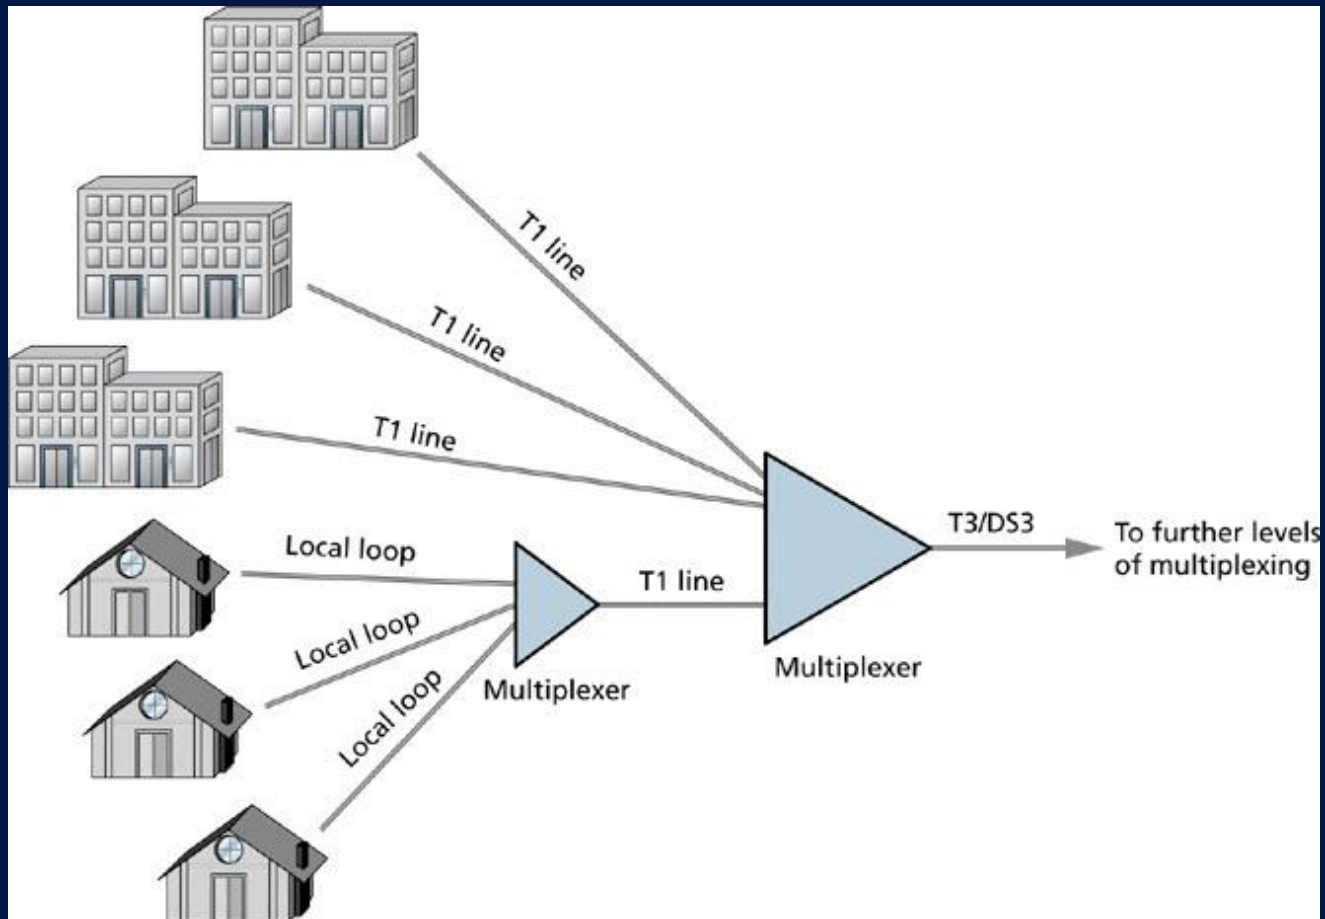 T1 line
T1 line
T1 line
Local loop
Local loop
Local loop
Multiplexer
T1 line
Multiplexer
T3/DS3
To further levels
of multiplexing